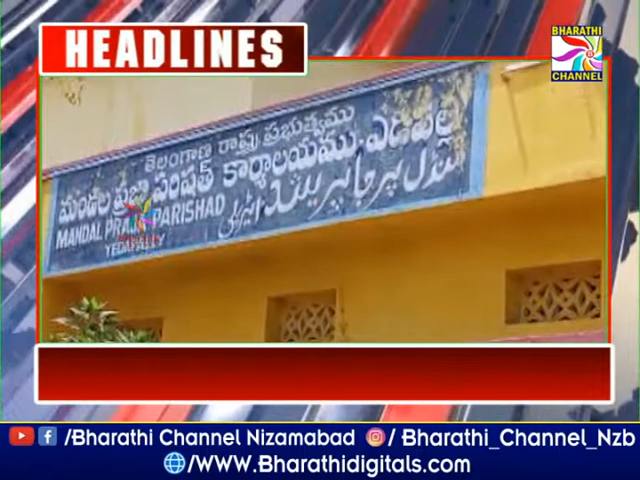 HEADLINES
BHARATHI
CHANNEL
తెలంగాణ రాష్ట్ర ప్రభుత్వము
మండల ప్రజా పరిషత్ కార్యాలయము, ఎడపల్లి
MANDAL PRAJA PARISHAD
YEDAPALLY
/Bharathi Channel Nizamabad
/ Bharathi_Channel_Nzb
/WWW.Bharathidigitals.com